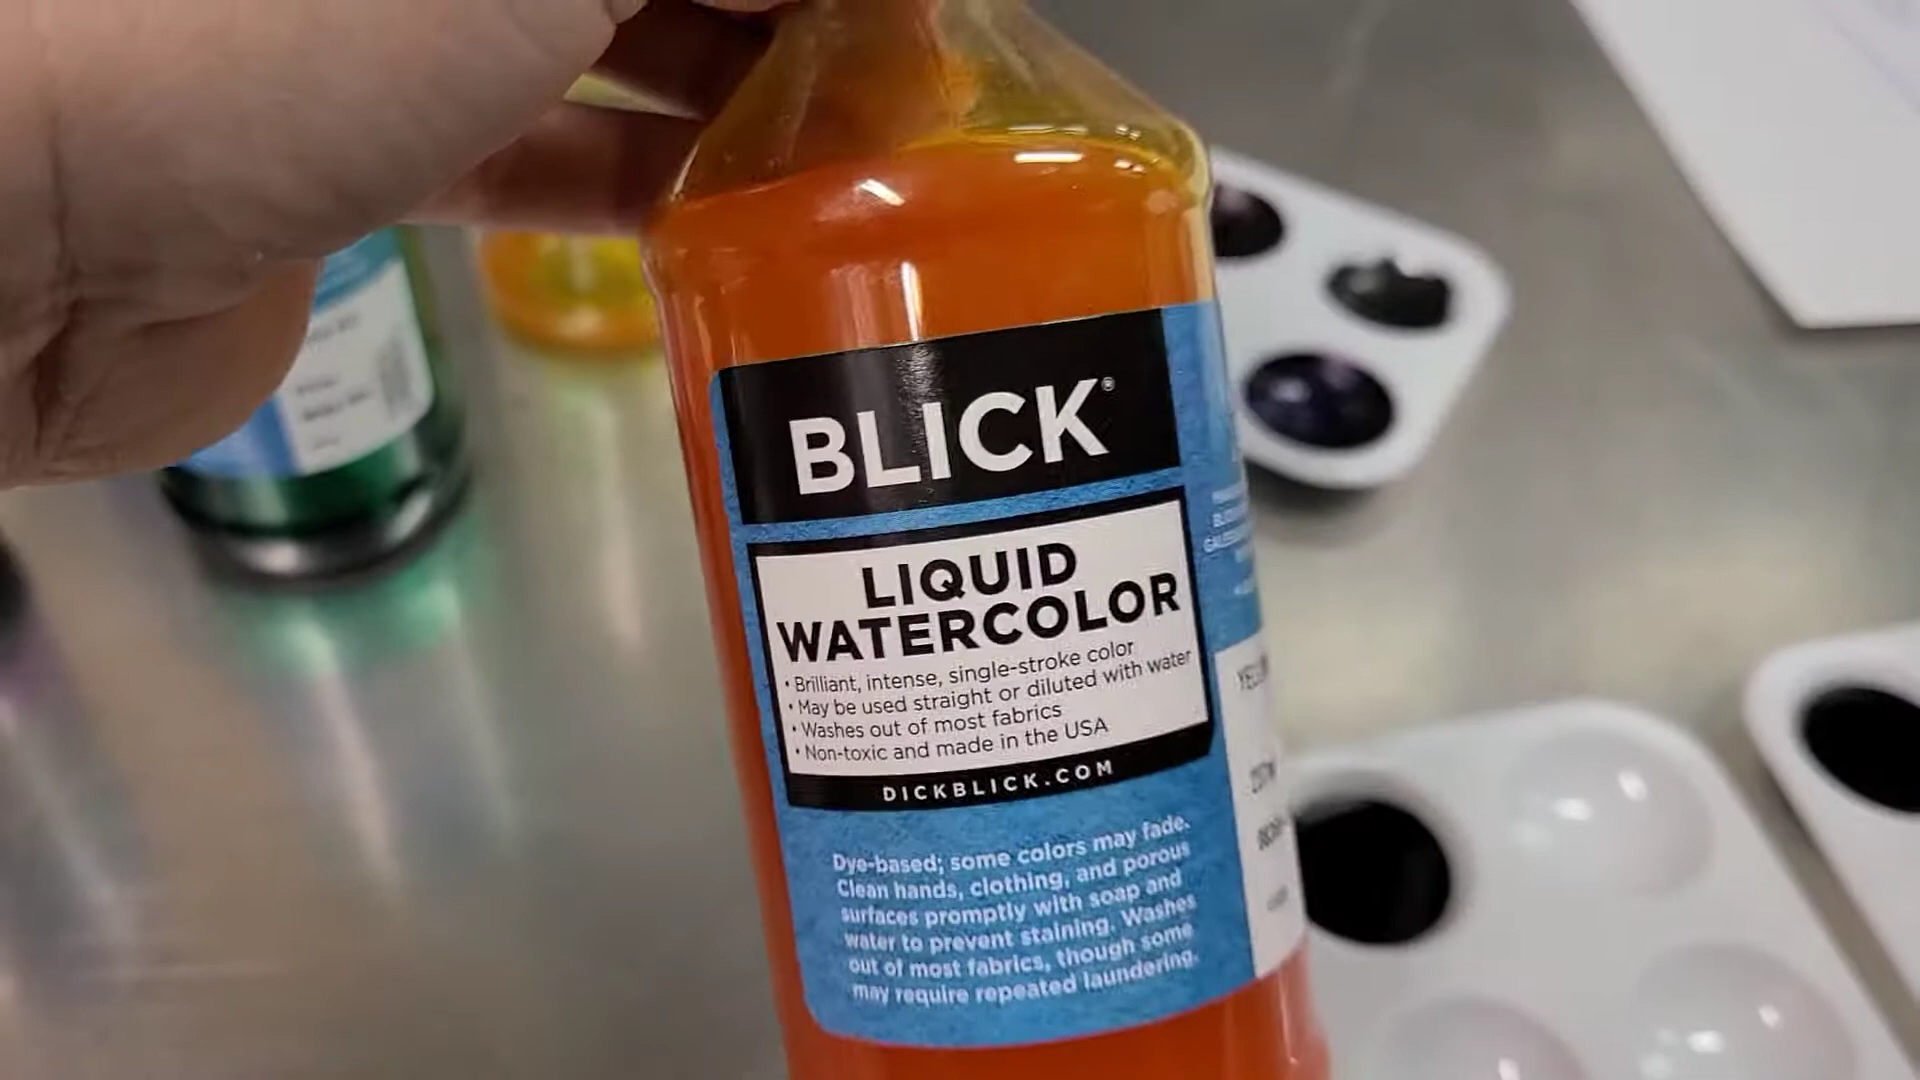 BLICK®
LIQUID
WATERCOLOR
• Brilliant, intense, single-stroke color
• May be used straight or diluted with water
• Washes out of most fabrics
• Non-toxic and made in the USA
DICKBLICK.COM
Dye-based; some colors may fade.
Clean hands, clothing, and porous
surfaces promptly with soap and
water to prevent staining. Washes
out of most fabrics, though some
may require repeated laundering.